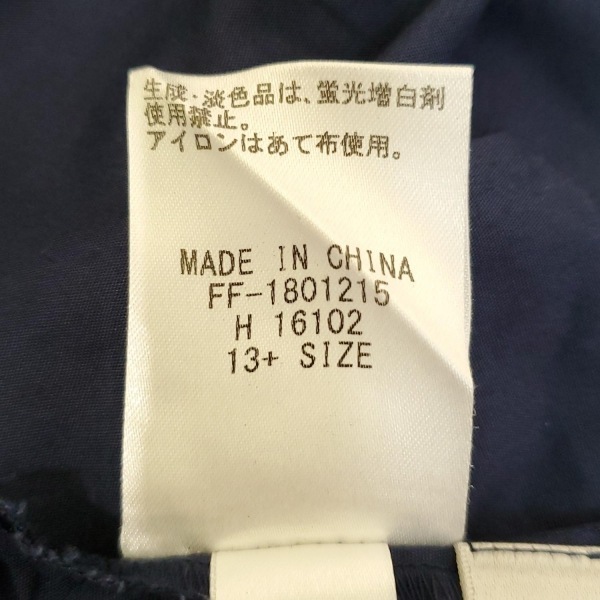 生成・淡色品は、蛍光増白剤
使用禁止。
アイロンはあて布使用。
MADE IN CHINA
FF-1801215
H 16102
13+ SIZE